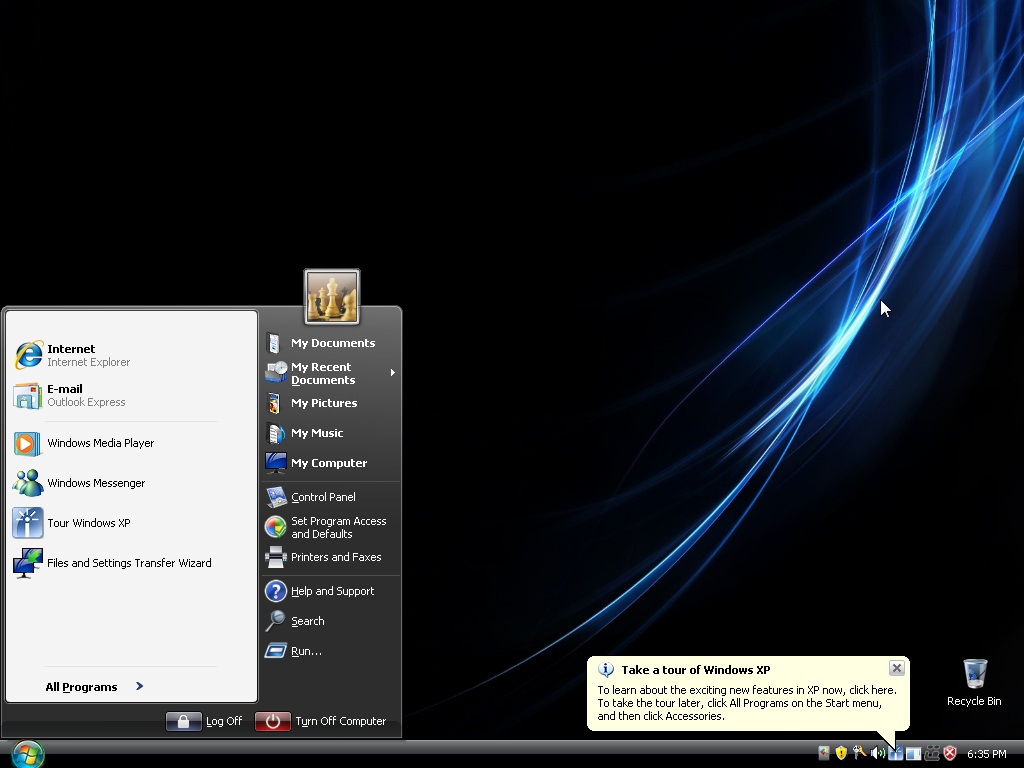 Internet
Internet Explorer
E-mail
Outlook Express
Windows Media Player
Windows Messenger
Tour Windows XP
Files and Settings Transfer Wizard
All Programs
My Documents
My Recent
Documents
My Pictures
My Music
My Computer
Control Panel
Set Program Access
and Defaults
Printers and Faxes
Help and Support
Search
Run...
Log Off
Turn Off Computer
Take a tour of Windows XP
To learn about the exciting new features in XP now, click here.
To take the tour later, click All Programs on the Start menu,
and then click Accessories.
Recycle Bin
6:35 PM